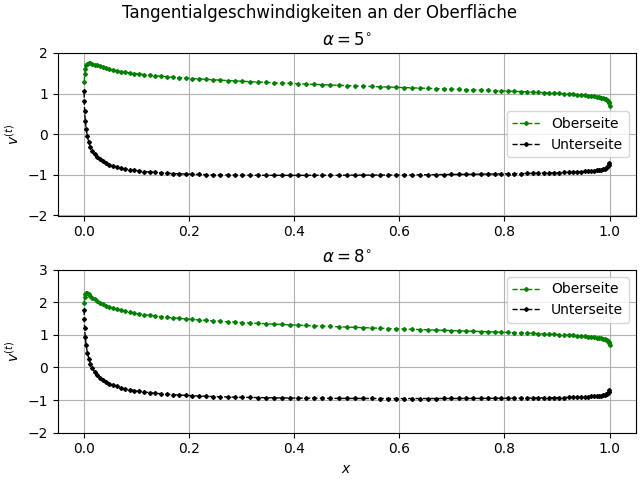 Tangentialgeschwindigkeiten an der Oberfläche
α = 5°
2
1
0
−1
−2
v⁽ᵗ⁾
Oberseite
Unterseite
0.0 0.2 0.4 0.6 0.8 1.0
α = 8°
3
2
1
0
−1
−2
v⁽ᵗ⁾
Oberseite
Unterseite
0.0 0.2 0.4 0.6 0.8 1.0
x